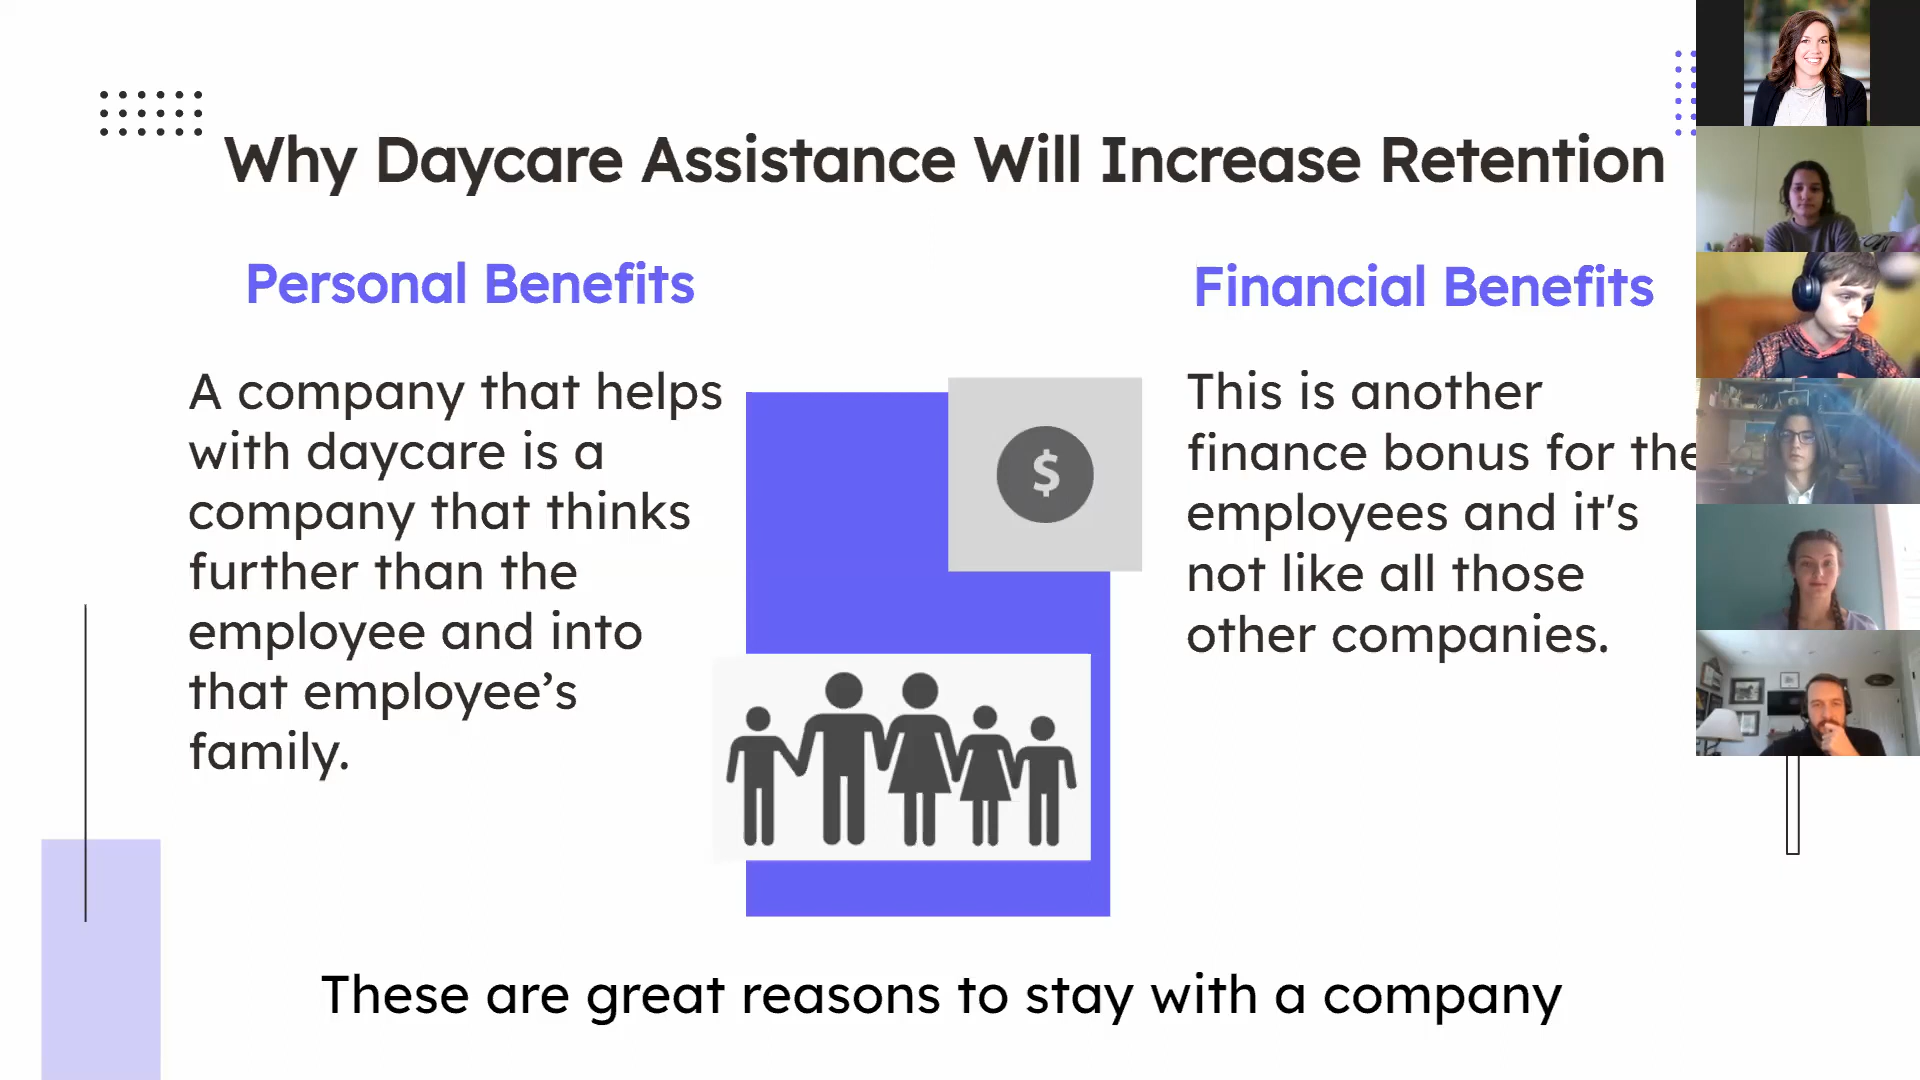 Why Daycare Assistance Will Increase Retention
Personal Benefits
A company that helps
with daycare is a
company that thinks
further than the
employee and into
that employee’s
family.
$
Financial Benefits
This is another
finance bonus for the
employees and it's
not like all those
other companies.
These are great reasons to stay with a company